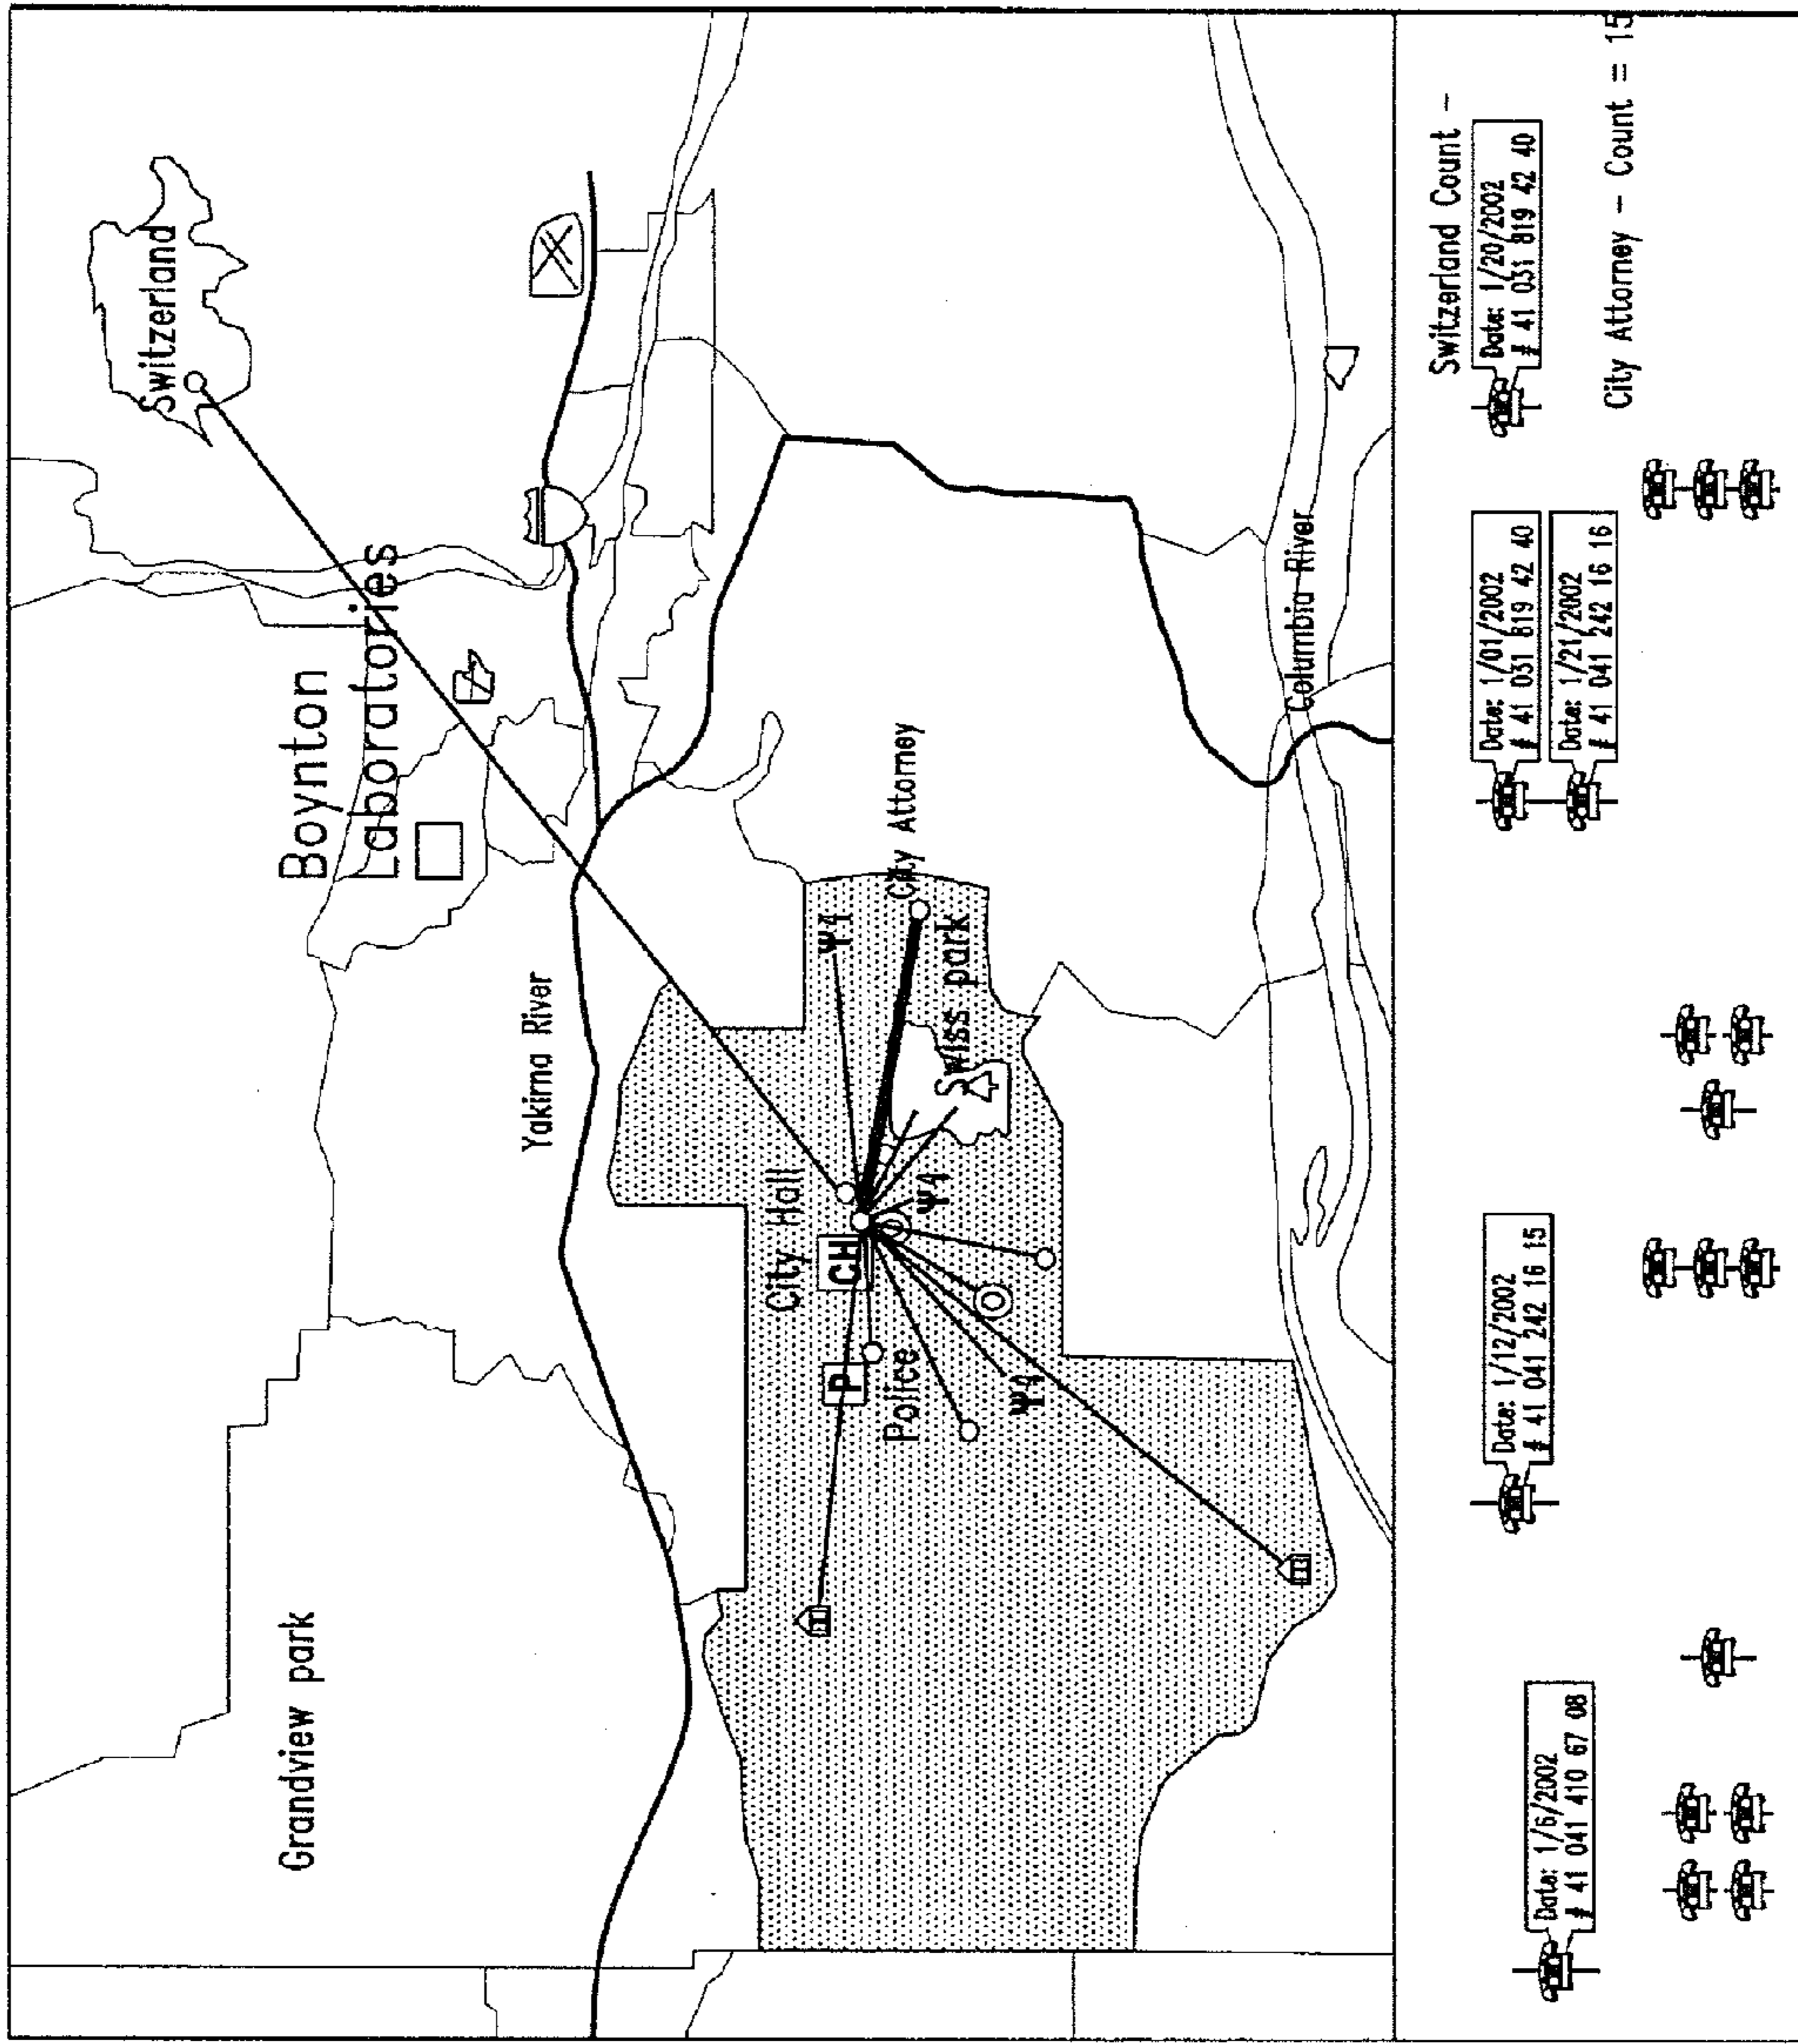 Grandview park
Boynton
Laboratories
Switzerland
Yakima River
City Hall
CH
P
Police
Ψ4
City Attorney
Swiss park
Ψ4
Ψ4
Columbia River
Switzerland Count -
Date: 1/6/2002
# 41 041 410 67 08
Date: 1/12/2002
# 41 041 242 16 15
Date: 1/01/2002
# 41 031 819 42 40
Date: 1/21/2002
# 41 041 242 16 16
Date: 1/20/2002
# 41 031 819 42 40
City Attorney - Count = 15